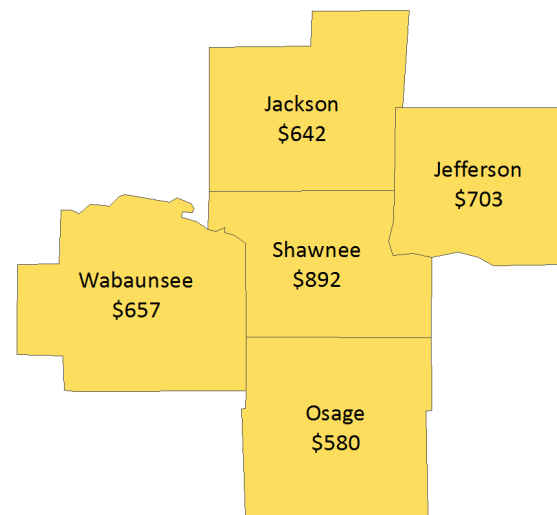 Jackson
$642
Jefferson
$703
Shawnee
$892
Wabaunsee
$657
Osage
$580